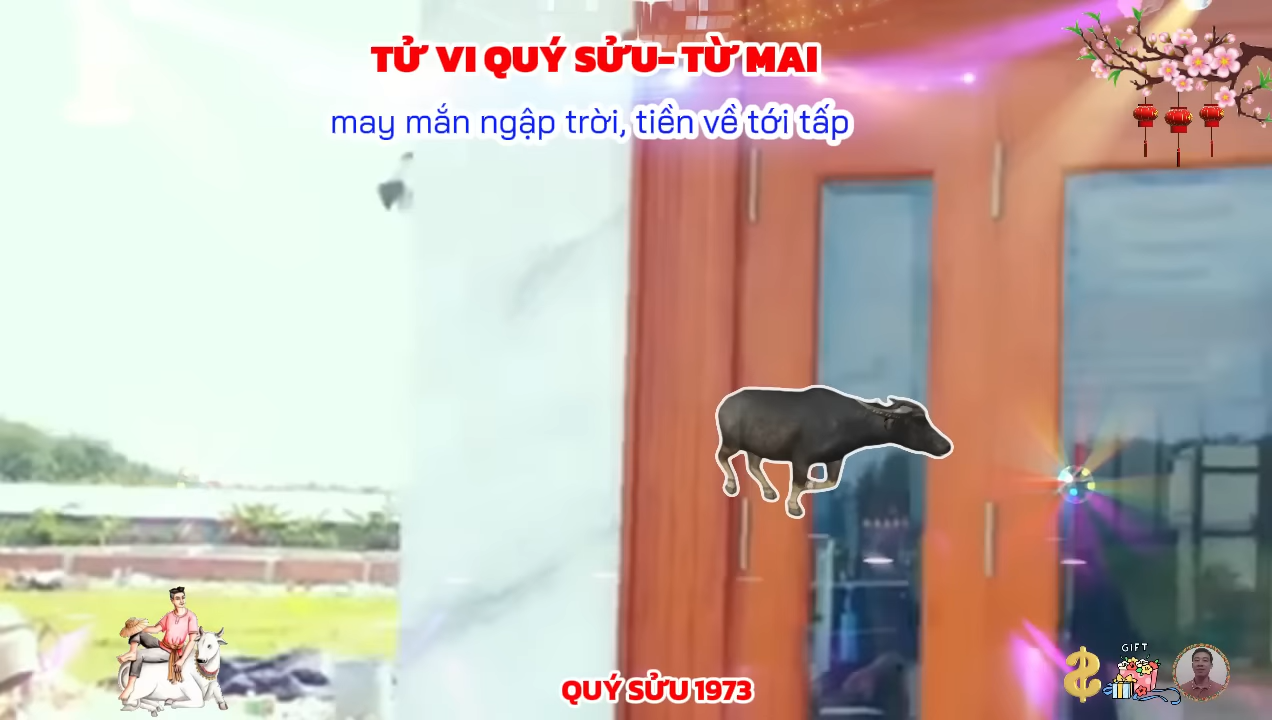 TỬ VI QUÝ SỬU- TỪ MAI
may mắn ngập trời, tiền về tới tấp
GIFT
QUÝ SỬU 1973